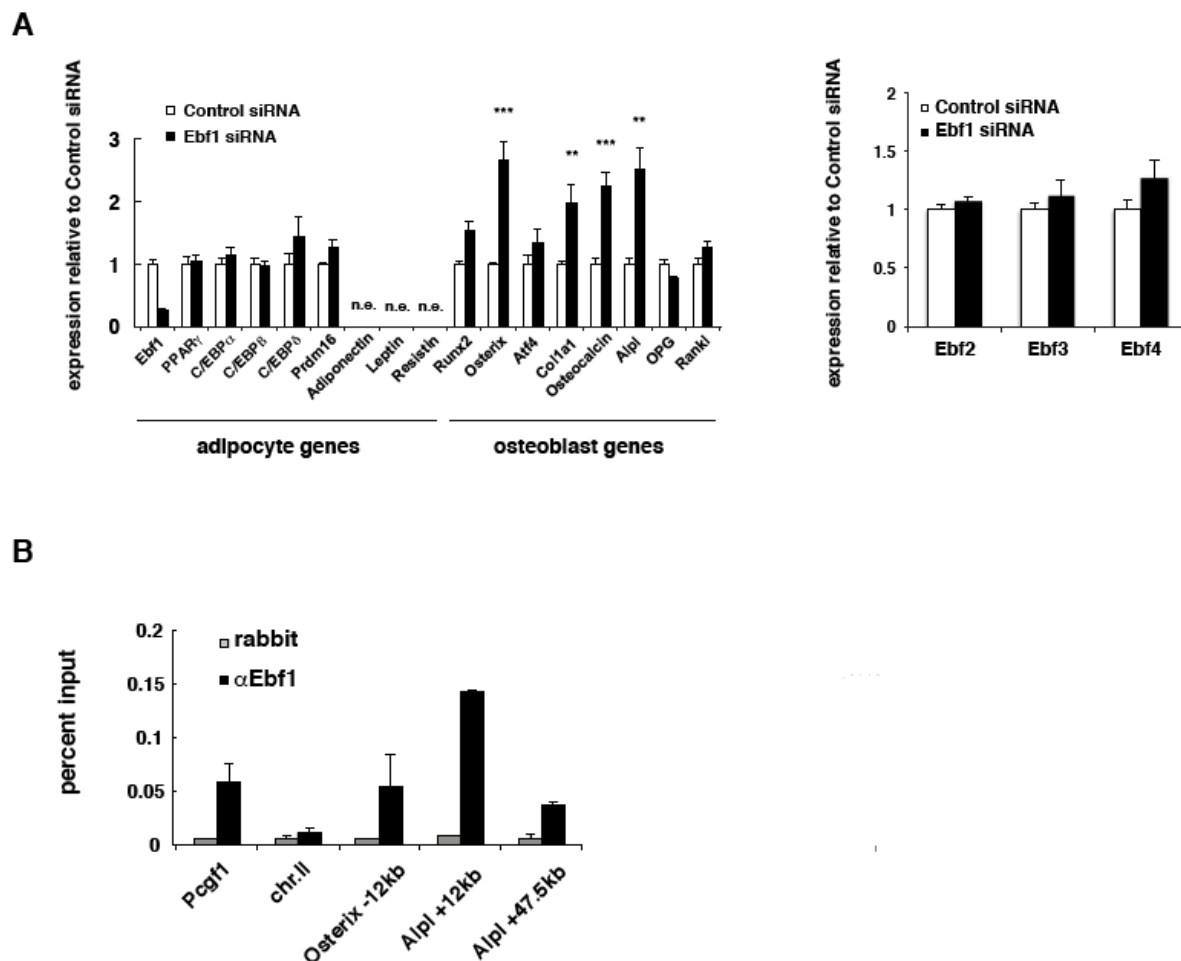 A
expression relative to Control siRNA
Control siRNA
Ebf1 siRNA
3
2
1
0
***
**
***
**
n.e. n.e. n.e.
Ebf1
PPARγ
C/EBPα
C/EBPβ
C/EBPδ
Prdm16
Adiponectin
Leptin
Resistin
Runx2
Osterix
Atf4
Col1a1
Osteocalcin
Alpl
OPG
Rankl
adipocyte genes
osteoblast genes
expression relative to Control siRNA
2
1.5
1
0.5
0
Control siRNA
Ebf1 siRNA
Ebf2
Ebf3
Ebf4
B
percent input
0.2
0.15
0.1
0.05
0
rabbit
αEbf1
Pcgf1
chr.II
Osterix -12kb
Alpl +12kb
Alpl +47.5kb